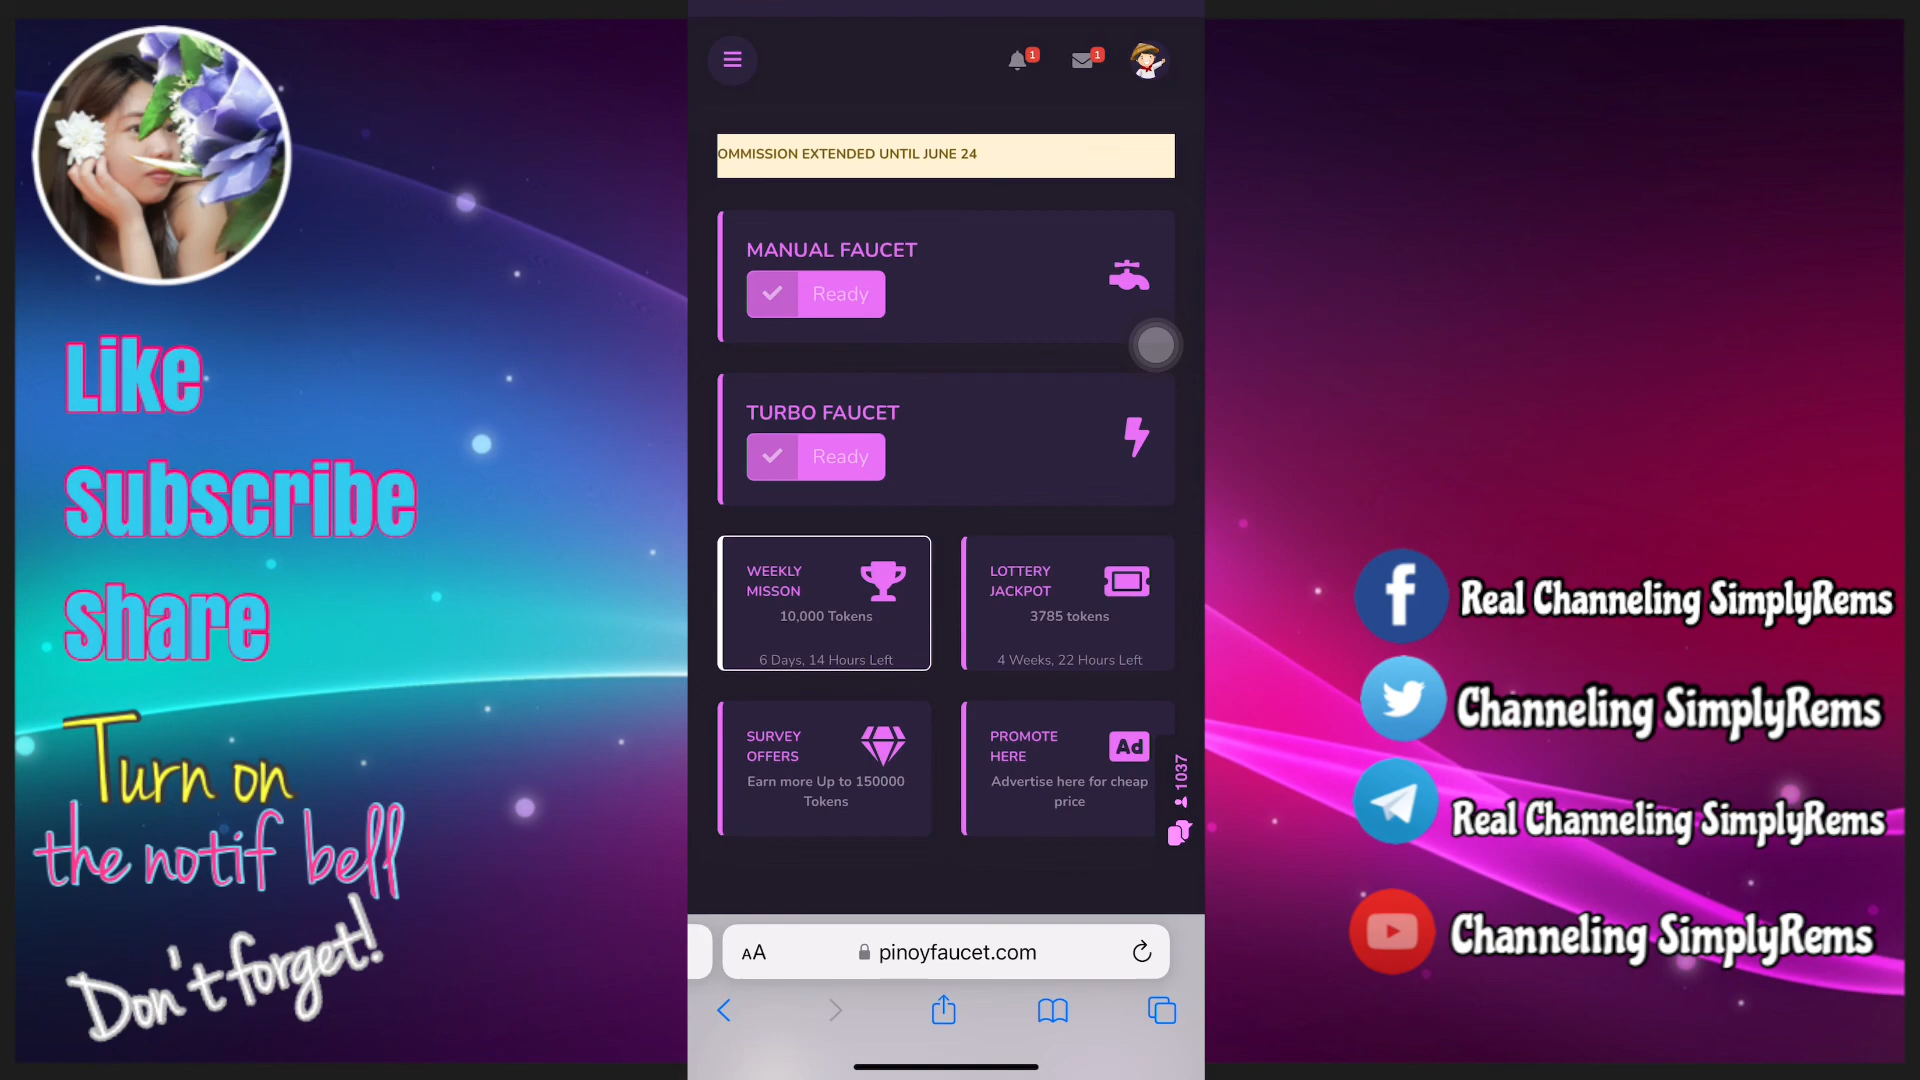 Like
Subscribe
Share
Turn on
the notif bell
Don't forget!
1
1
OMMISSION EXTENDED UNTIL JUNE 24
MANUAL FAUCET
Ready
TURBO FAUCET
Ready
WEEKLY
MISSON
10,000 Tokens
6 Days, 14 Hours Left
LOTTERY
JACKPOT
3785 tokens
4 Weeks, 22 Hours Left
SURVEY
OFFERS
Earn more Up to 150000
Tokens
PROMOTE
HERE
Ad
Advertise here for cheap
price
1037
AA
pinoyfaucet.com
Real Channeling SimplyRems
Channeling SimplyRems
Real Channeling SimplyRems
Channeling SimplyRems